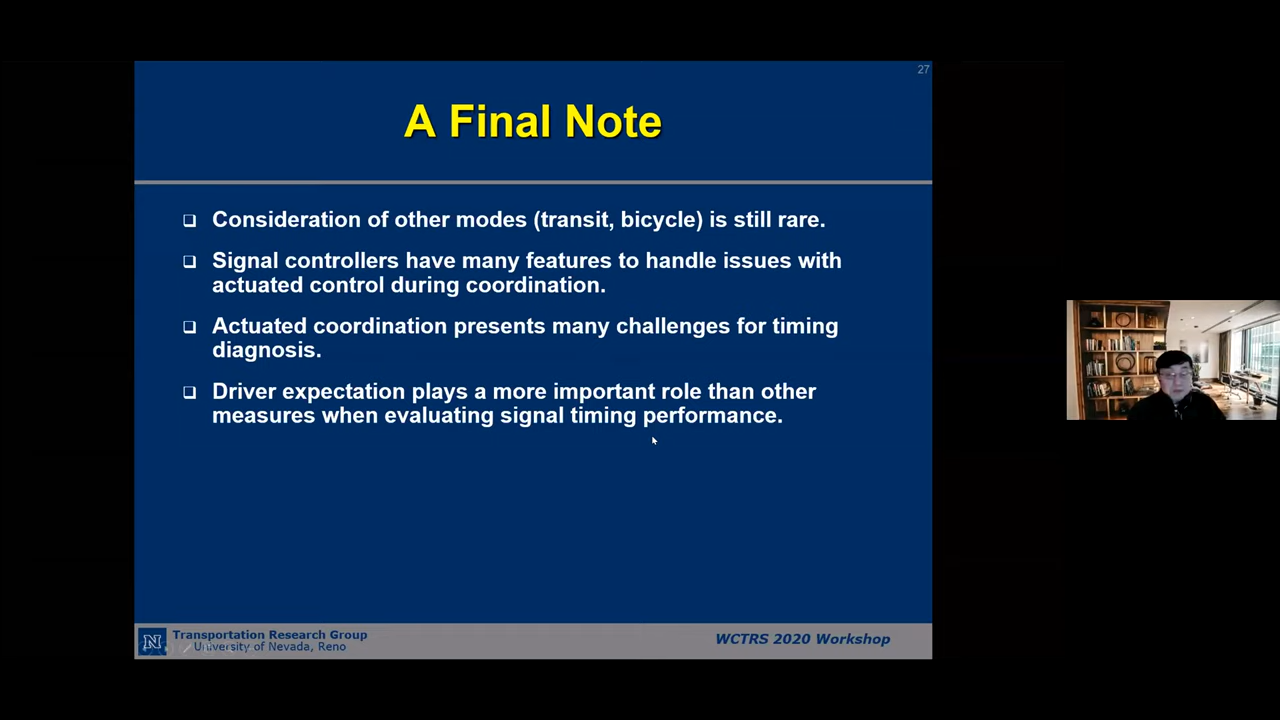 27
A Final Note
Consideration of other modes (transit, bicycle) is still rare.
Signal controllers have many features to handle issues with
actuated control during coordination.
Actuated coordination presents many challenges for timing
diagnosis.
Driver expectation plays a more important role than other
measures when evaluating signal timing performance.
N
Transportation Research Group
University of Nevada, Reno
WCTRS 2020 Workshop